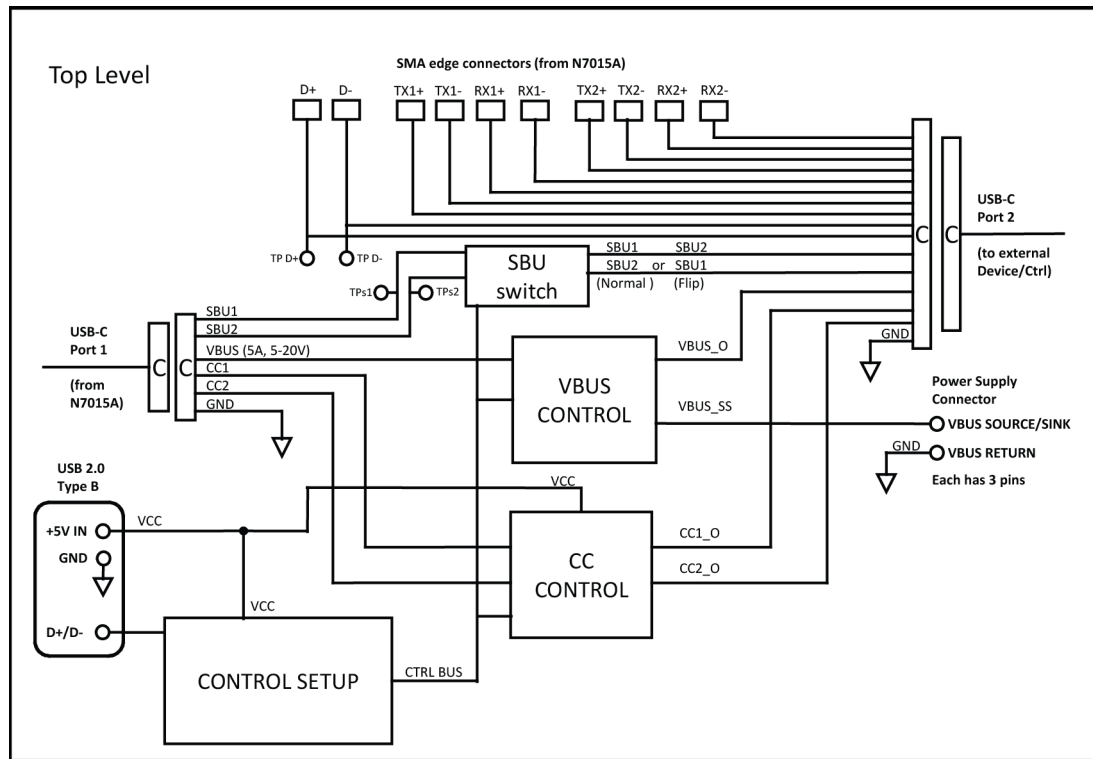 Top Level
SMA edge connectors (from N7015A)
D+ D- TX1+ TX1- RX1+ RX1- TX2+ TX2- RX2+ RX2-
TP D+ TP D-
TPs1 TPs2
SBU
switch
SBU1 SBU2
SBU2 or SBU1
(Normal ) (Flip)
C C
USB-C
Port 2
(to external
Device/Ctrl)
GND
USB-C
Port 1
(from
N7015A)
C C
SBU1
SBU2
VBUS (5A, 5-20V)
CC1
CC2
GND
VBUS
CONTROL
VBUS_O
VBUS_SS
Power Supply
Connector
VBUS SOURCE/SINK
GND VBUS RETURN
Each has 3 pins
USB 2.0
Type B
+5V IN
GND
D+/D-
VCC
VCC
VCC
CC
CONTROL
CC1_O
CC2_O
CONTROL SETUP
CTRL BUS